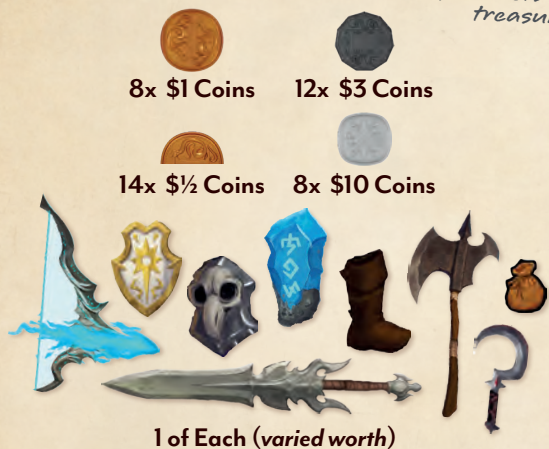 8x $1 Coins
12x $3 Coins
14x $½ Coins
8x $10 Coins
1 of Each (varied worth)